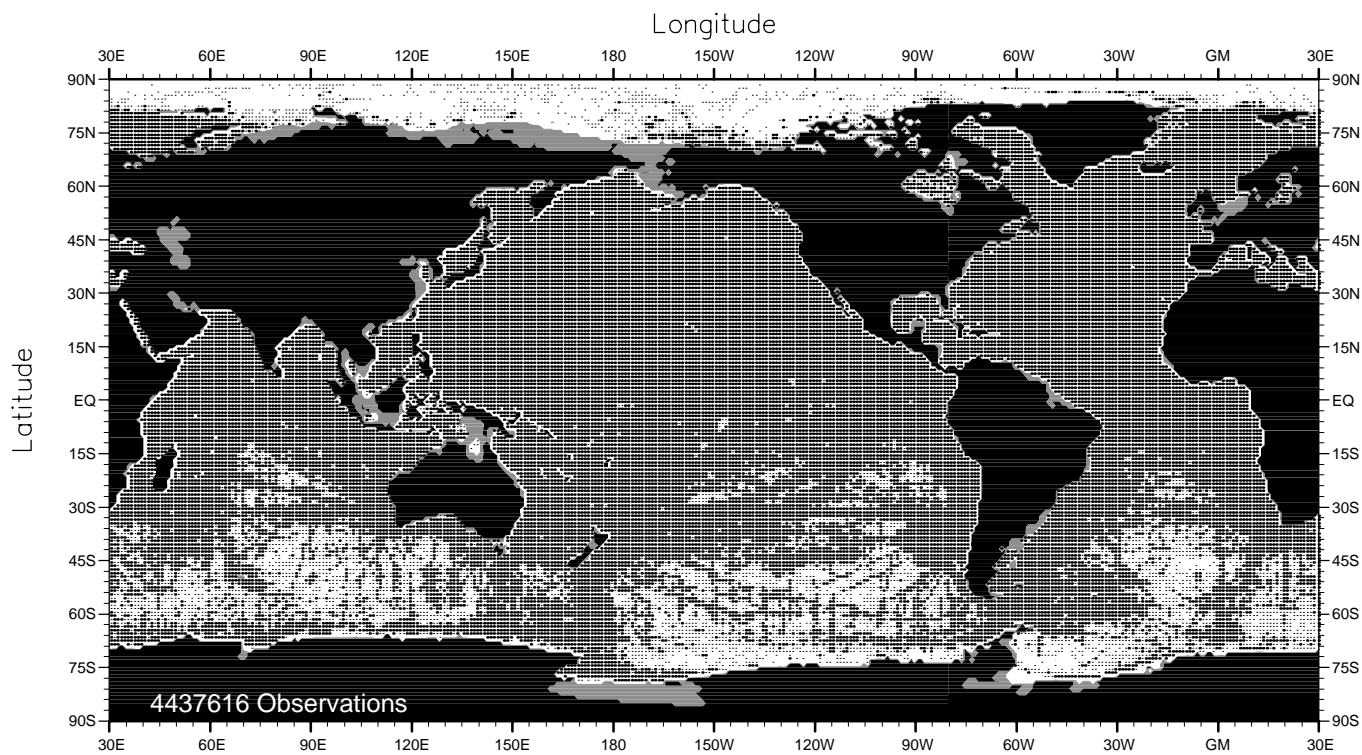 Longitude
30E 60E 90E 120E 150E 180 150W 120W 90W 60W 30W GM 30E
90N 90N
75N 75N
60N 60N
45N 45N
30N 30N
15N 15N
EQ EQ
15S 15S
30S 30S
45S 45S
60S 60S
75S 75S
90S 90S
Latitude
4437616 Observations
30E 60E 90E 120E 150E 180 150W 120W 90W 60W 30W GM 30E